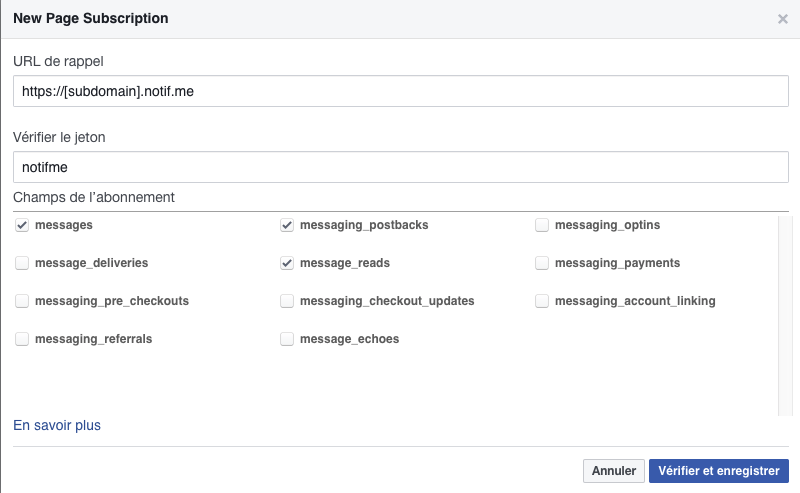 New Page Subscription
URL de rappel
https://[subdomain].notif.me
Vérifier le jeton
notifme
Champs de l'abonnement
messages messaging_postbacks messaging_optins
message_deliveries message_reads messaging_payments
messaging_pre_checkouts messaging_checkout_updates messaging_account_linking
messaging_referrals message_echoes
En savoir plus
Annuler Vérifier et enregistrer